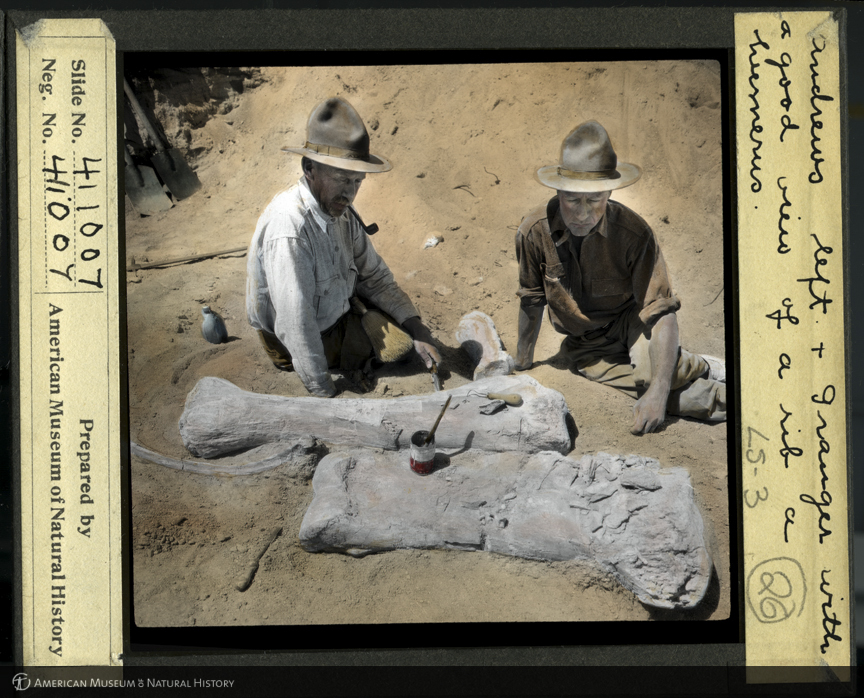 Slide No. 411007
Neg. No. 411007
Prepared by
American Museum of Natural History
Andrews left. + Granger with
a good view of a rib a
humerus.
LS-3
26
AMERICAN MUSEUM OF NATURAL HISTORY